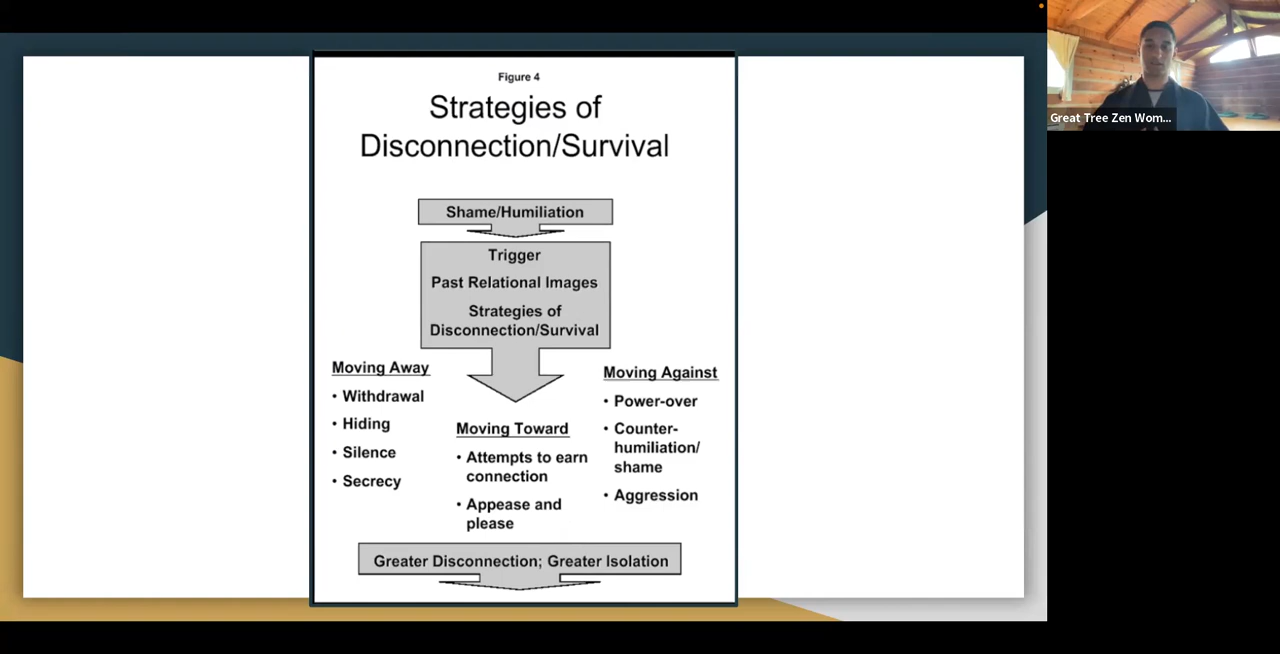 Figure 4
Strategies of
Disconnection/Survival
Shame/Humiliation
Trigger
Past Relational Images
Strategies of
Disconnection/Survival
Moving Away
• Withdrawal
• Hiding
• Silence
• Secrecy
Moving Toward
• Attempts to earn
connection
• Appease and
please
Moving Against
• Power-over
• Counter-
humiliation/
shame
• Aggression
Greater Disconnection; Greater Isolation
Great Tree Zen Wom...